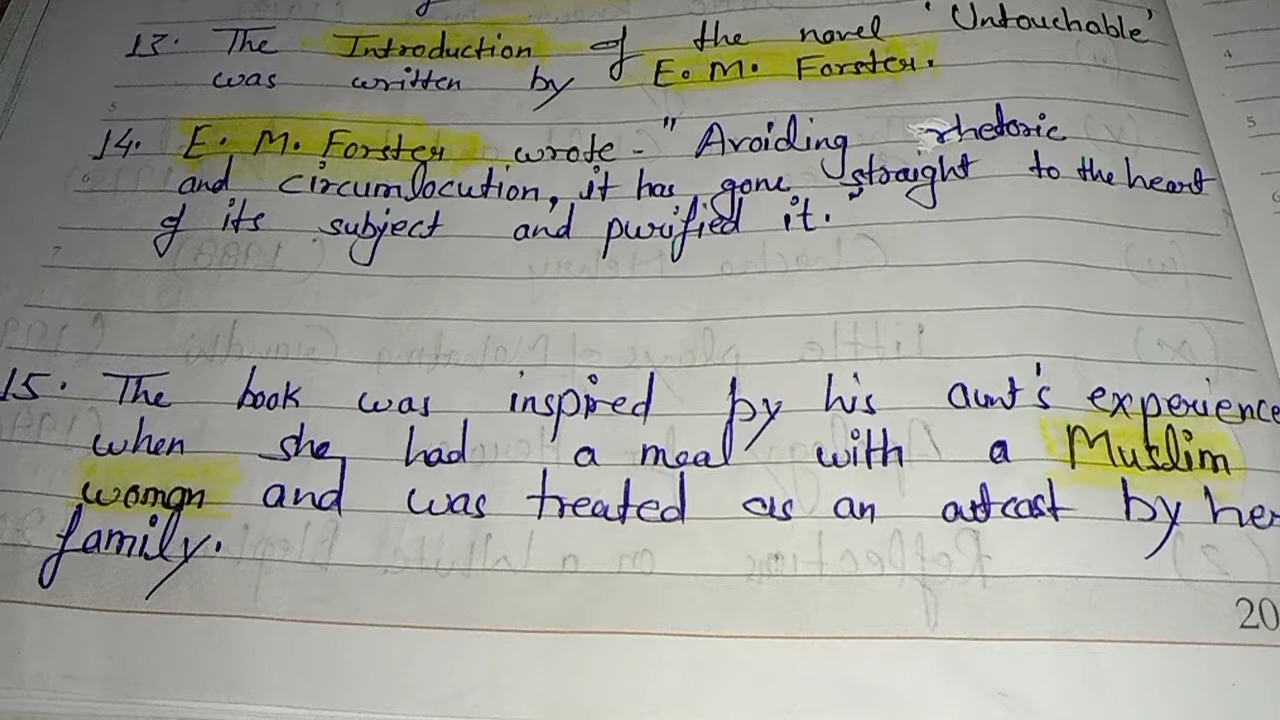 13. The Introduction of the novel 'Untouchable'
was written by E. M. Forster.
14. E. M. Forster wrote - "Avoiding rhetoric
and circumlocution, it has gone straight to the heart
of its subject and purified it."
15. The book was inspired by his aunt's experience
when she had a meal with a Muslim
woman and was treated as an outcast by her
family.
20